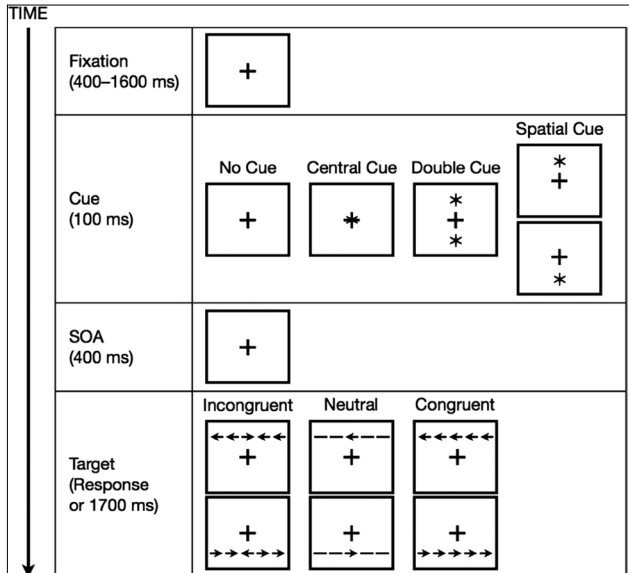 TIME
Fixation
(400–1600 ms)
Spatial Cue
No Cue
Central Cue
Double Cue
Cue
(100 ms)
SOA
(400 ms)
Incongruent
Neutral
Congruent
Target
(Response
or 1700 ms)